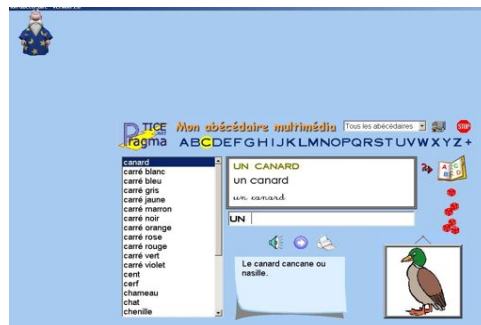 TICE
Pragma
Mon abécédaire multimédia
Tous les abécédaires
STOP
ABCDEFGHIJKLMNOPQRSTUVWXYZ+
canard
carré blanc
carré bleu
carré gris
carré jaune
carré marron
carré noir
carré orange
carré rose
carré rouge
carré vert
carré violet
cent
cerf
chameau
chat
chenille
UN CANARD
un canard
un canard
UN
Le canard cancane ou
nasille.